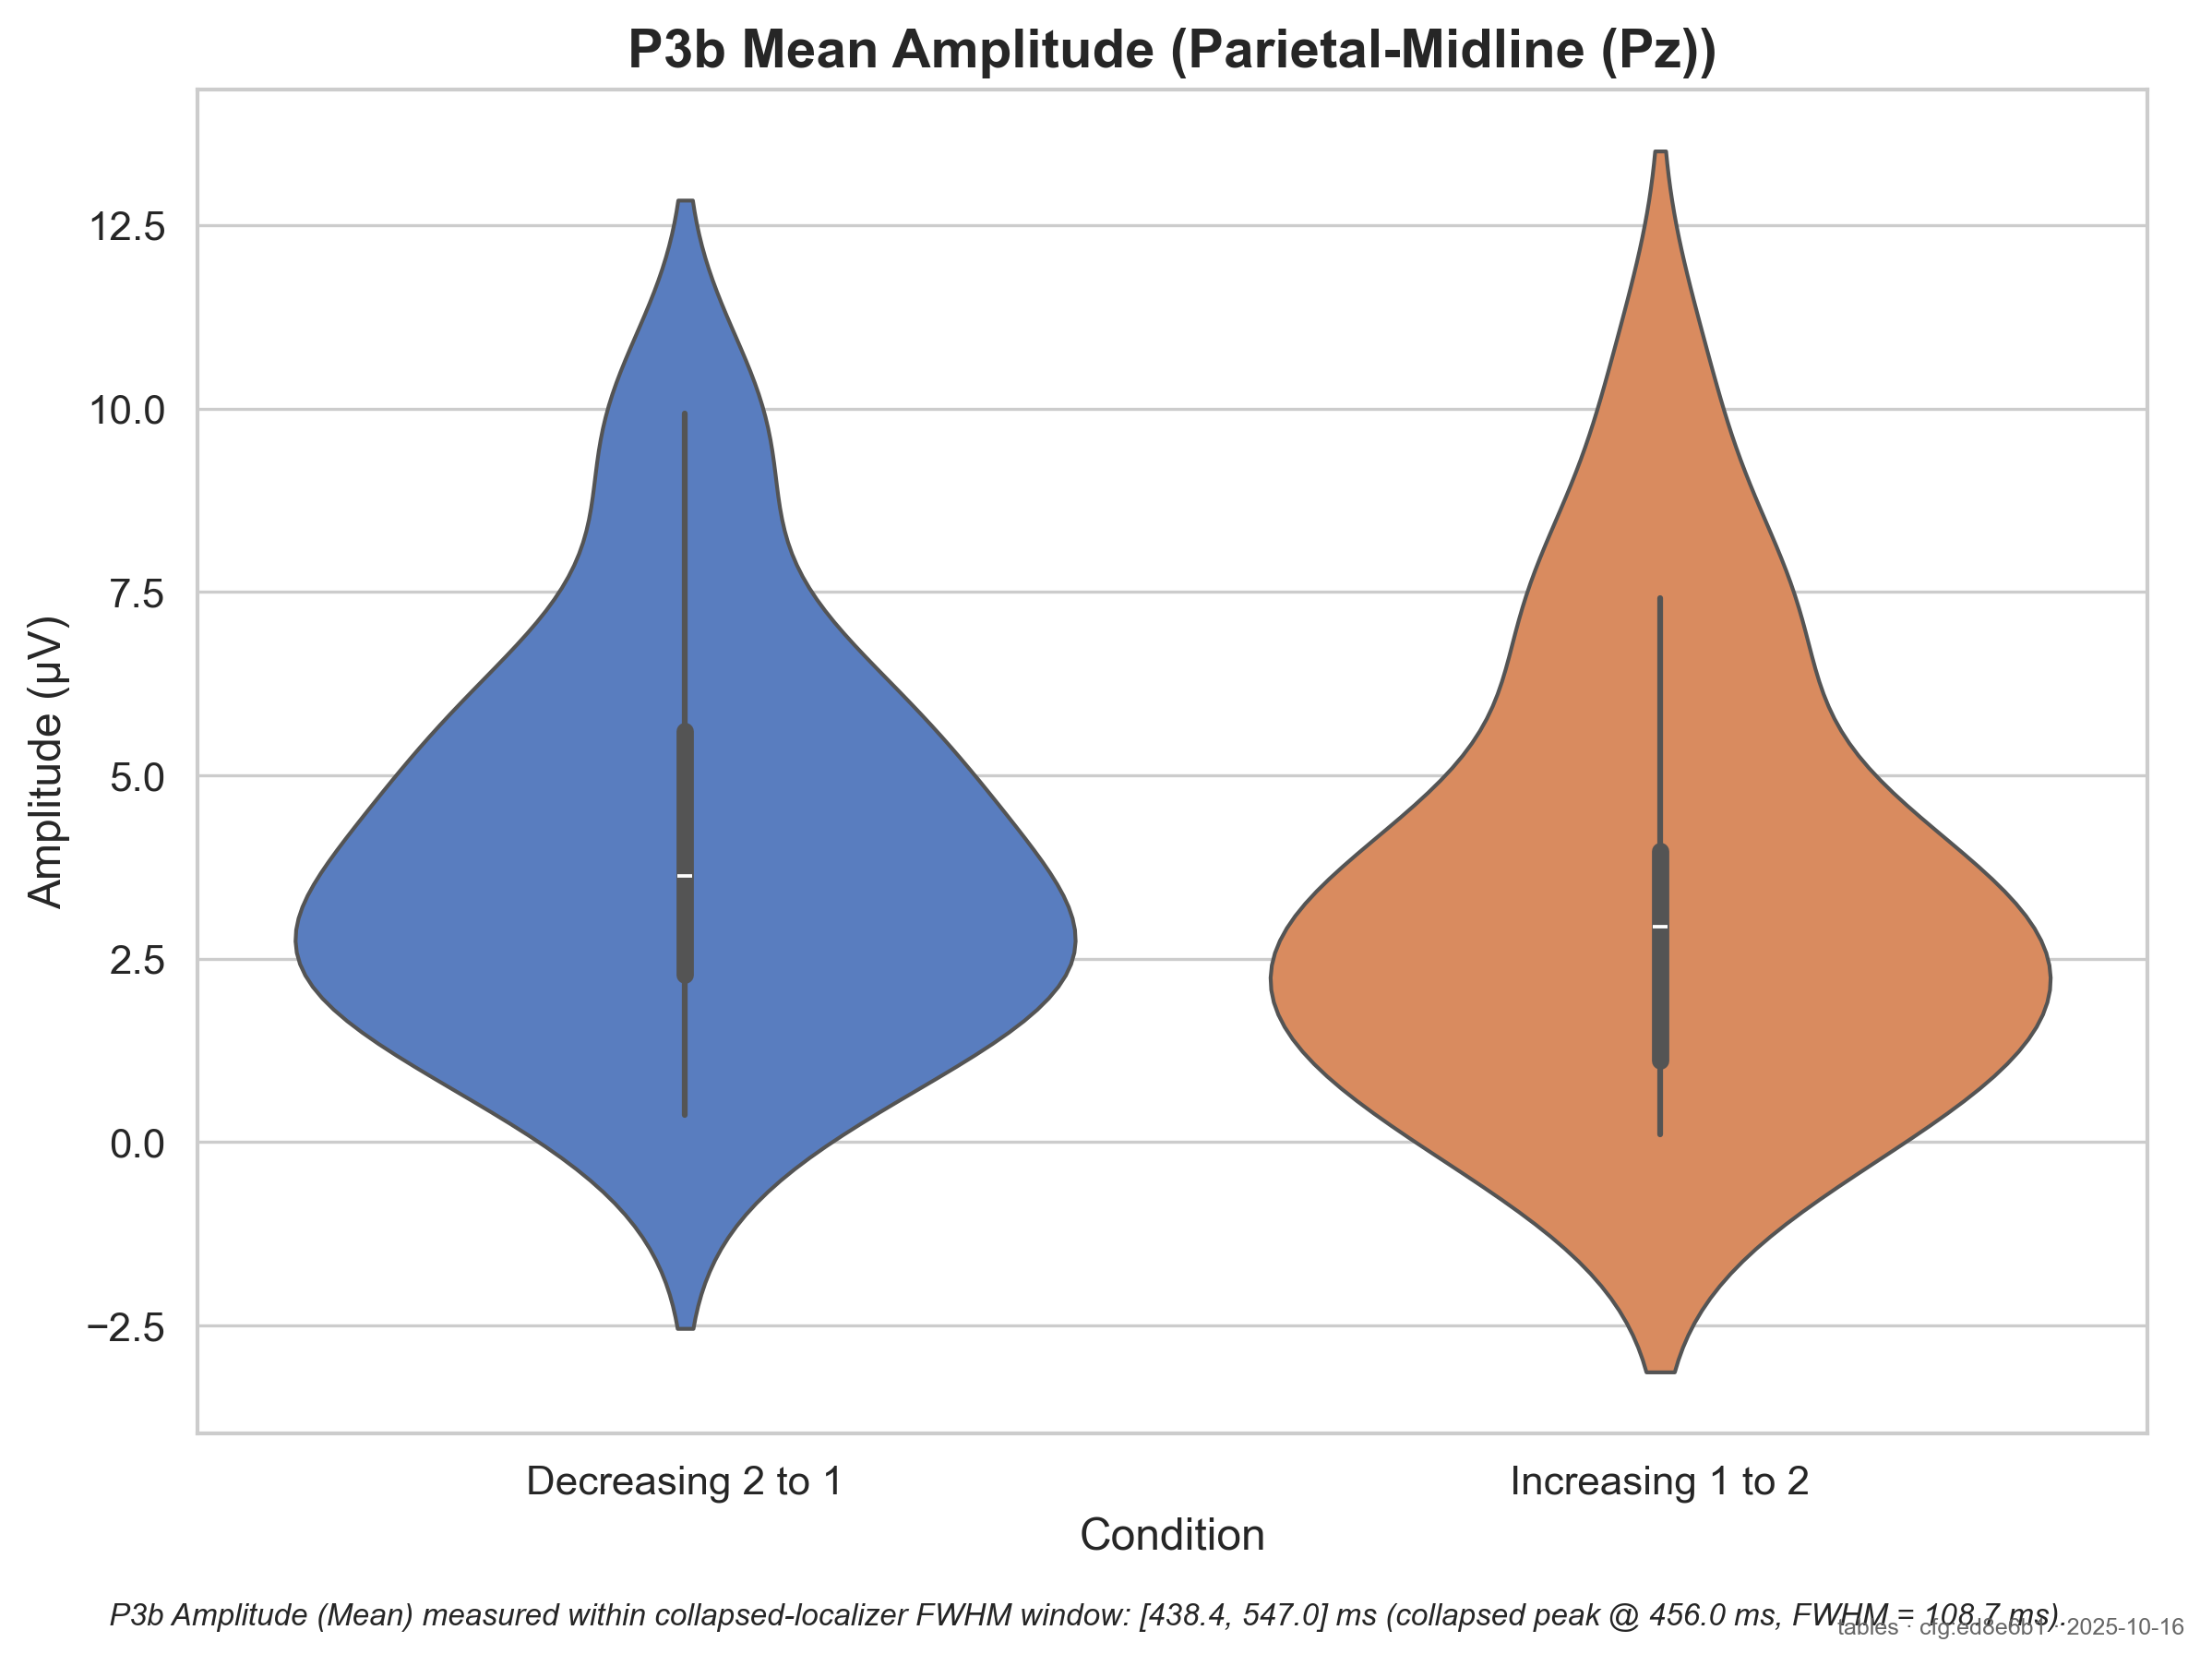 P3b Mean Amplitude (Parietal-Midline (Pz))
Amplitude (μV)
12.5
10.0
7.5
5.0
2.5
0.0
−2.5
Decreasing 2 to 1
Increasing 1 to 2
Condition
P3b Amplitude (Mean) measured within collapsed-localizer FWHM window: [438.4, 547.0] ms (collapsed peak @ 456.0 ms, FWHM = 108.7 ms).
tables · cfg:ed8e6b1 · 2025-10-16